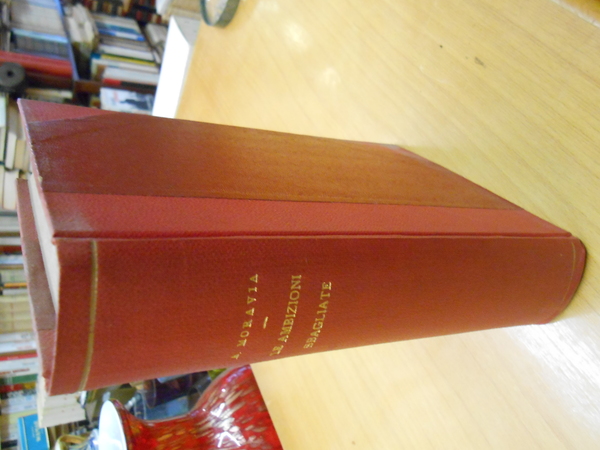 A. MORAVIA
—
LE AMBIZIONI
SBAGLIATE